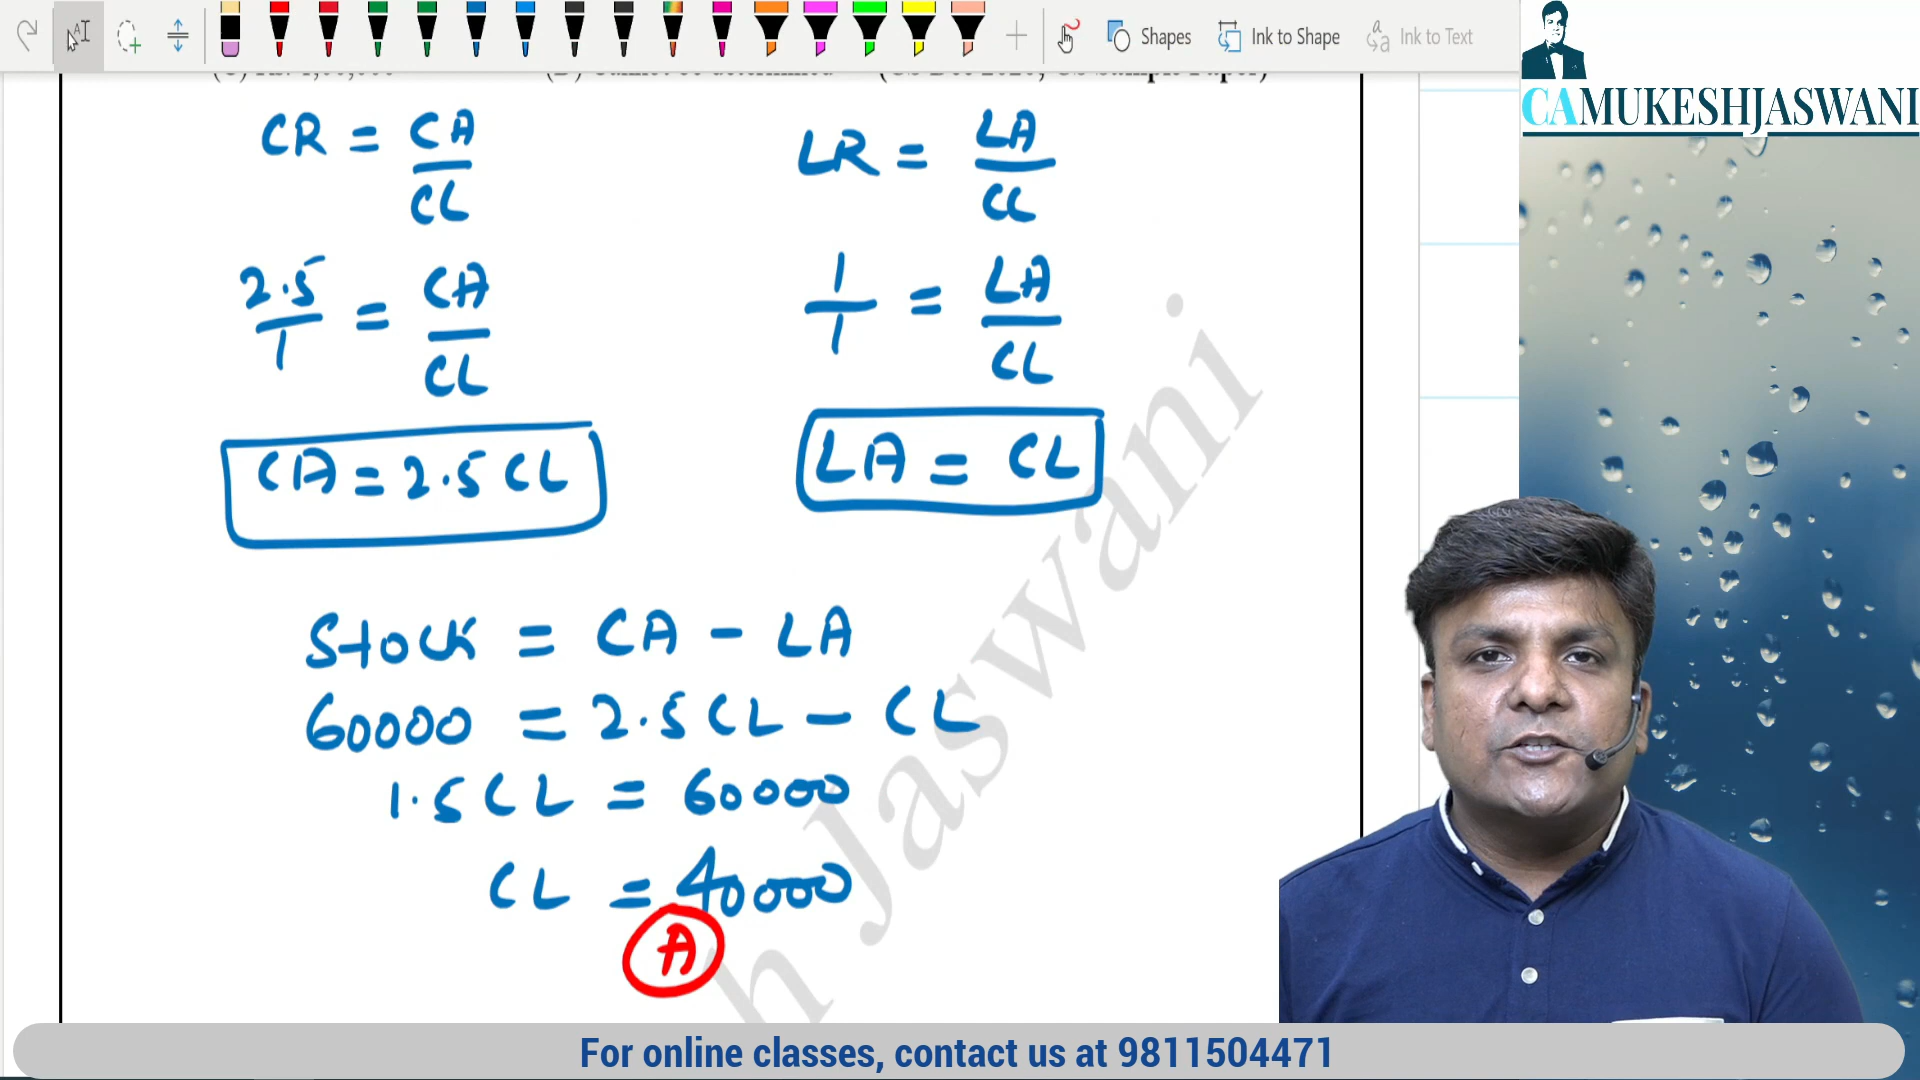 Shapes
Ink to Shape
Ink to Text
CAMUKESHJASWANI
CR = CA / CL
LR = LA / CL
2.5 / 1 = CA / CL
1 / 1 = LA / CL
CA = 2.5 CL
LA = CL
Stock = CA - LA
60000 = 2.5 CL - CL
1.5 CL = 60000
CL = 40000
A
h Jaswani
For online classes, contact us at 9811504471